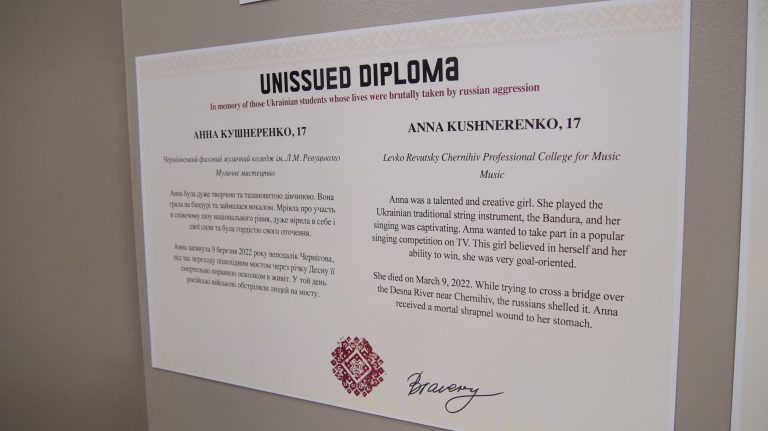 UNISSUED DIPLOMA
In memory of those Ukrainian students whose lives were brutally taken by russian aggression
АННА КУШНЕРЕНКО, 17
Чернігівський фаховий музичний коледж ім. Л.М. Ревуцького
Музичне мистецтво
Анна була дуже творчою та талановитою дівчиною. Вона
грала на бандурі та займалася вокалом. Мріяла про участь
в співочому шоу національного рівня, дуже вірила в себе і
свої сили та була гордістю свого оточення.
Анна загинула 9 березня 2022 року неподалік Чернігова,
під час переходу пішохідним мостом через річку Десну її
смертельно поранило осколком в живіт. У той день
російські військові обстріляли людей на мосту.
ANNA KUSHNERENKO, 17
Levko Revutsky Chernihiv Professional College for Music
Music
Anna was a talented and creative girl. She played the
Ukrainian traditional string instrument, the Bandura, and her
singing was captivating. Anna wanted to take part in a popular
singing competition on TV. This girl believed in herself and her
ability to win, she was very goal-oriented.
She died on March 9, 2022. While trying to cross a bridge over
the Desna River near Chernihiv, the russians shelled it. Anna
received a mortal shrapnel wound to her stomach.
Bravery